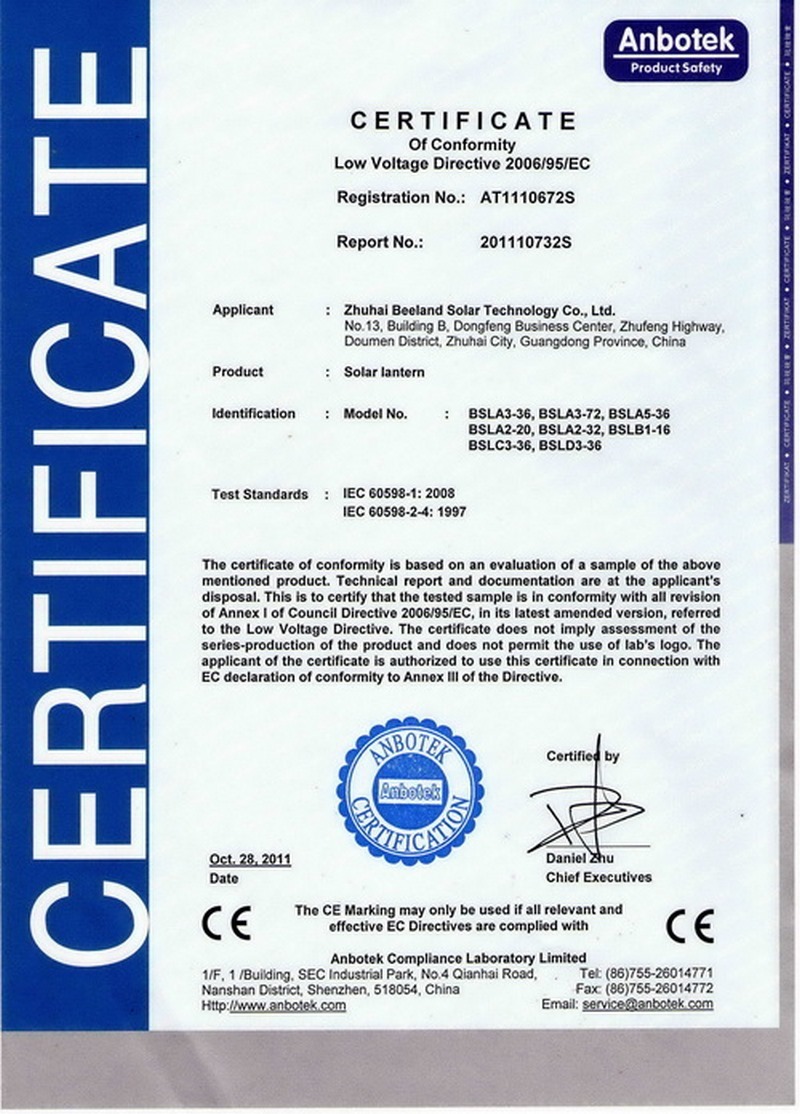 CERTIFICATE
Anbotek
Product Safety
CERTIFICATE
Of Conformity
Low Voltage Directive 2006/95/EC
Registration No.: AT1110672S
Report No.: 201110732S
Applicant : Zhuhai Beeland Solar Technology Co., Ltd.
No.13, Building B, Dongfeng Business Center, Zhufeng Highway,
Doumen District, Zhuhai City, Guangdong Province, China
Product : Solar lantern
Identification : Model No. : BSLA3-36, BSLA3-72, BSLA5-36
BSLA2-20, BSLA2-32, BSLB1-16
BSLC3-36, BSLD3-36
Test Standards : IEC 60598-1: 2008
IEC 60598-2-4: 1997
The certificate of conformity is based on an evaluation of a sample of the above
mentioned product. Technical report and documentation are at the applicant's
disposal. This is to certify that the tested sample is in conformity with all revision
of Annex I of Council Directive 2006/95/EC, in its latest amended version, referred
to the Low Voltage Directive. The certificate does not imply assessment of the
series-production of the product and does not permit the use of lab's logo. The
applicant of the certificate is authorized to use this certificate in connection with
EC declaration of conformity to Annex III of the Directive.
ANBOTEK
Anbotek
CERTIFICATION
Certified by
Oct. 28, 2011
Date
Daniel Zhu
Chief Executives
CE
The CE Marking may only be used if all relevant and
effective EC Directives are complied with
CE
Anbotek Compliance Laboratory Limited
1/F, 1 /Building, SEC Industrial Park, No.4 Qianhai Road,
Nanshan District, Shenzhen, 518054, China
Http://www.anbotek.com
Tel: (86)755-26014771
Fax: (86)755-26014772
Email: service@anbotek.com
ZERTIFIKAT ● CERTIFICATE ●
ZERTIFIKAT ● CERTIFICATE ●
ZERTIFIKAT ● CERTIFICATE ●